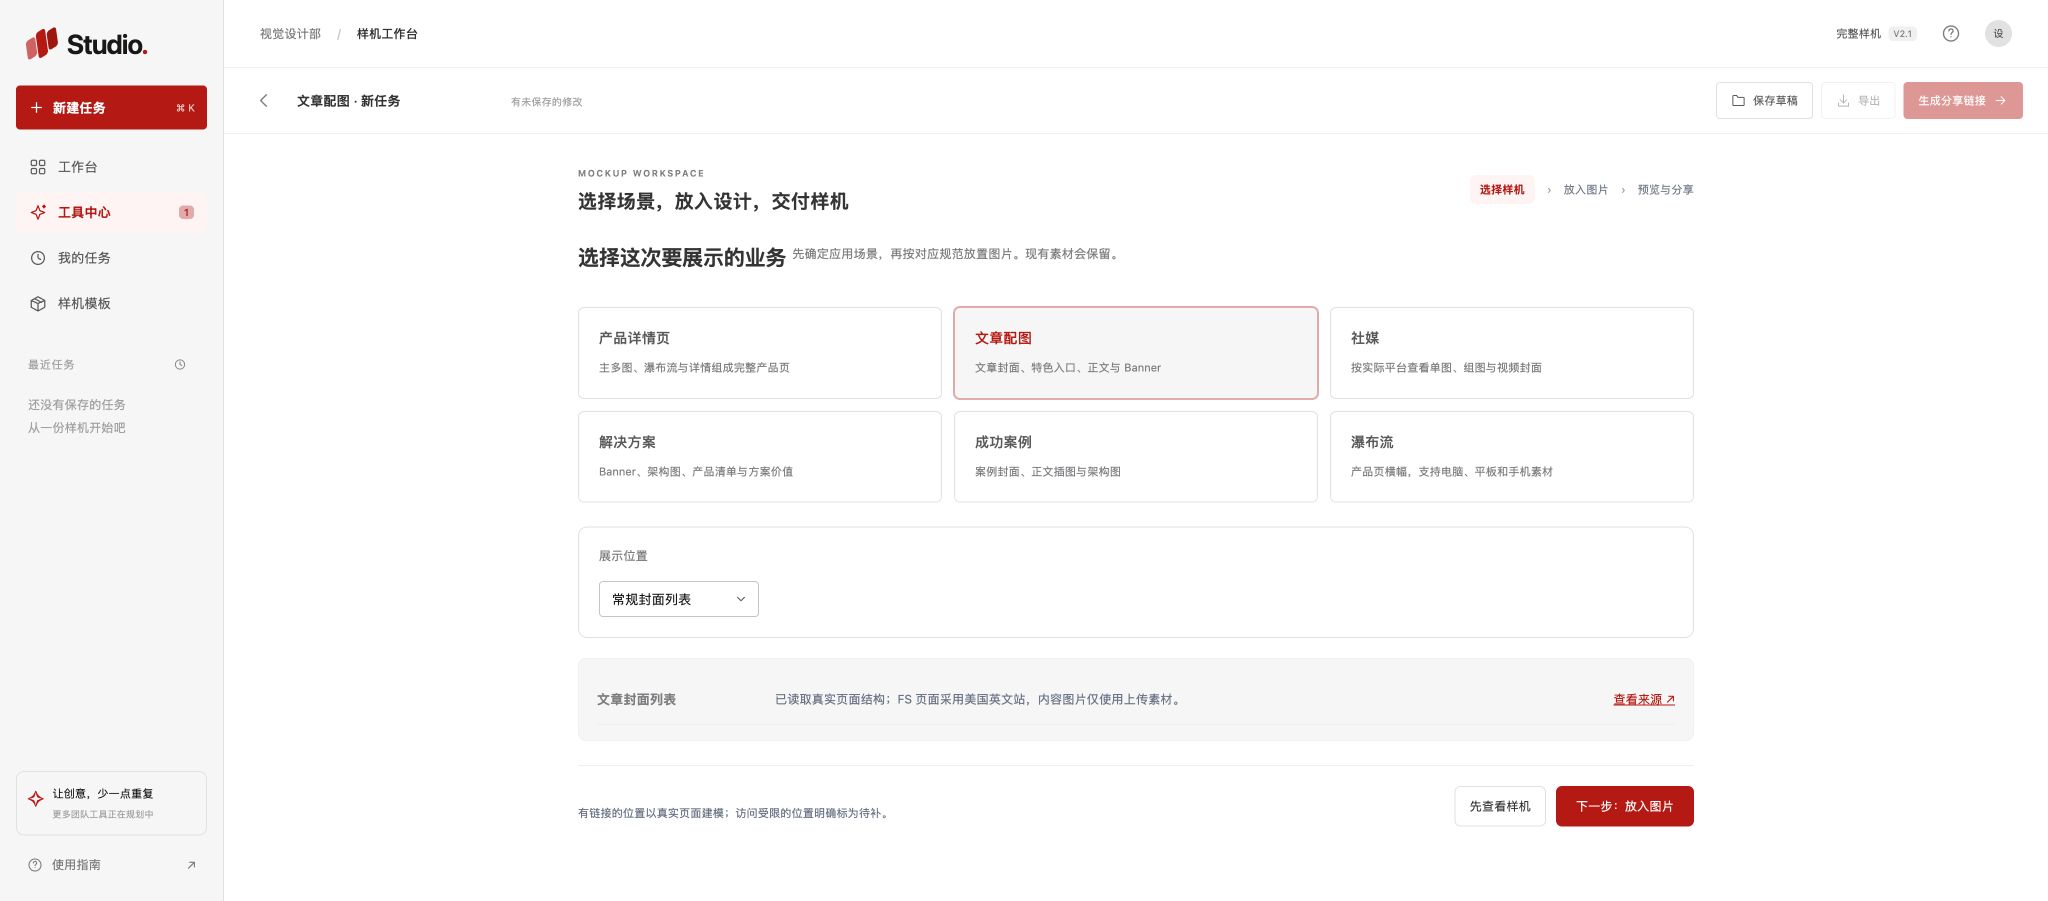 Studio.
新建任务 ⌘ K
工作台
工具中心 1
我的任务
样机模板
最近任务
还没有保存的任务
从一份样机开始吧
让创意，少一点重复
更多团队工具正在规划中
使用指南
视觉设计部 / 样机工作台
完整样机 V2.1
设
文章配图 · 新任务
有未保存的修改
保存草稿
导出
生成分享链接
MOCKUP WORKSPACE
选择场景，放入设计，交付样机
选择样机 › 放入图片 › 预览与分享
选择这次要展示的业务 先确定应用场景，再按对应规范放置图片。现有素材会保留。
产品详情页
主多图、瀑布流与详情组成完整产品页
文章配图
文章封面、特色入口、正文与 Banner
社媒
按实际平台查看单图、组图与视频封面
解决方案
Banner、架构图、产品清单与方案价值
成功案例
案例封面、正文插图与架构图
瀑布流
产品页横幅，支持电脑、平板和手机素材
展示位置
常规封面列表
文章封面列表
已读取真实页面结构；FS 页面采用美国英文站，内容图片仅使用上传素材。
查看来源
有链接的位置以真实页面建模；访问受限的位置明确标为待补。
先查看样机
下一步：放入图片